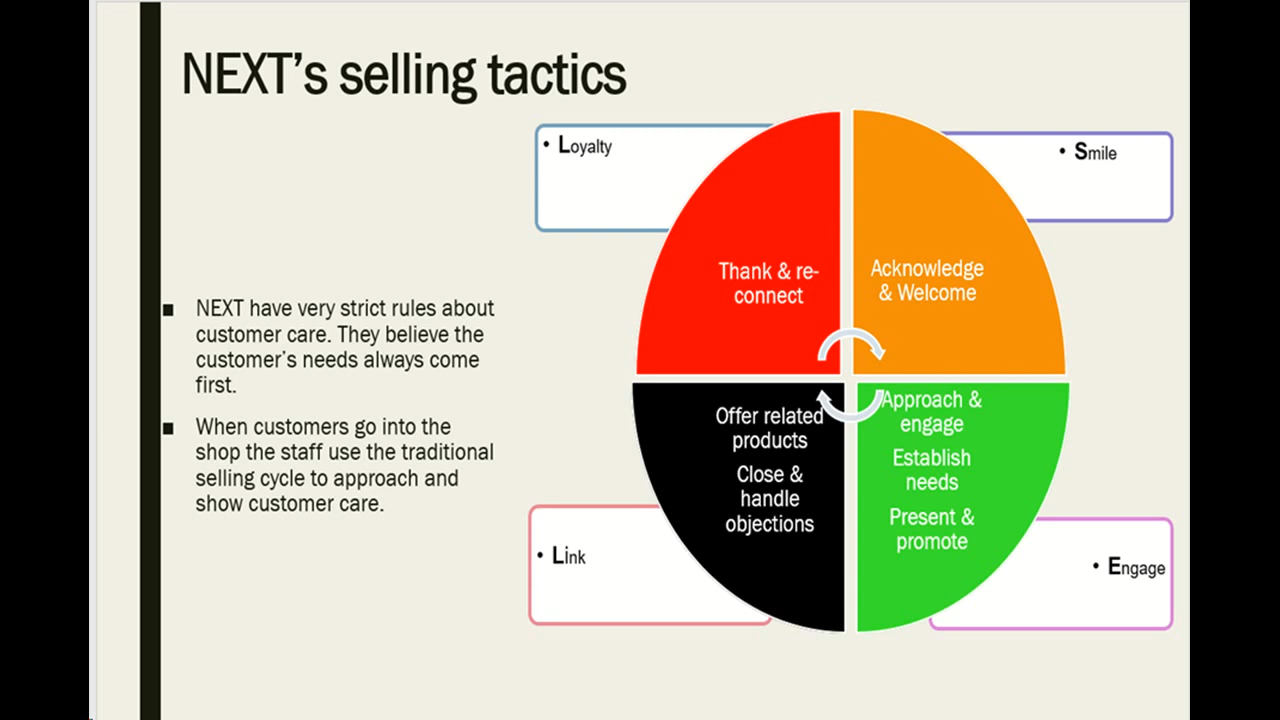 NEXT’s selling tactics
• Loyalty
• Smile
Thank & re-
connect
Acknowledge
& Welcome
■ NEXT have very strict rules about
customer care. They believe the
customer’s needs always come
first.
■ When customers go into the
shop the staff use the traditional
selling cycle to approach and
show customer care.
Offer related
products
Close &
handle
objections
Approach &
engage
Establish
needs
Present &
promote
• Link
• Engage